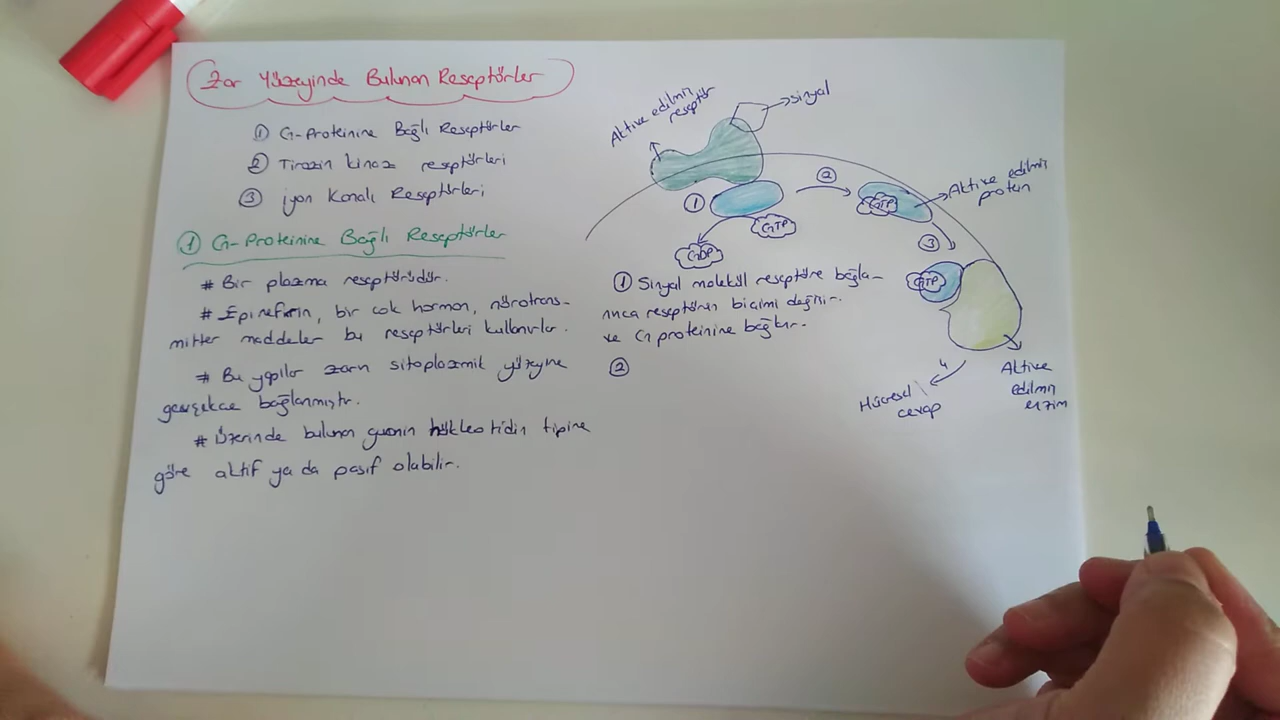 Zar Yüzeyinde Bulunan Reseptörler
① G-Proteinine Bağlı Reseptörler
② Tirozin kinaz reseptörleri
③ iyon Kanalı Reseptörleri
① G-Proteinine Bağlı Reseptörler
# Bir plazma reseptörüdür.
# Epinefrin, bir çok hormon, nörotrans-
mitter maddeler bu reseptörleri kullanırlar.
# Bu yapılar zarın sitoplazmik yüzeyine
gevşekçe bağlanmıştır.
# Üzerinde bulunan guanin nükleotidin tipine
göre aktif ya da pasif olabilir.
Aktive edilmiş
reseptör
sinyal
①
GTP
GDP
②
GTP
Aktive edilmiş
protein
③
GTP
Aktive
edilmiş
enzim
4
Hücresel
cevap
① Sinyal molekül reseptöre bağla-
nınca reseptörün biçimi değişir.
ve G proteinine bağlanır.
②